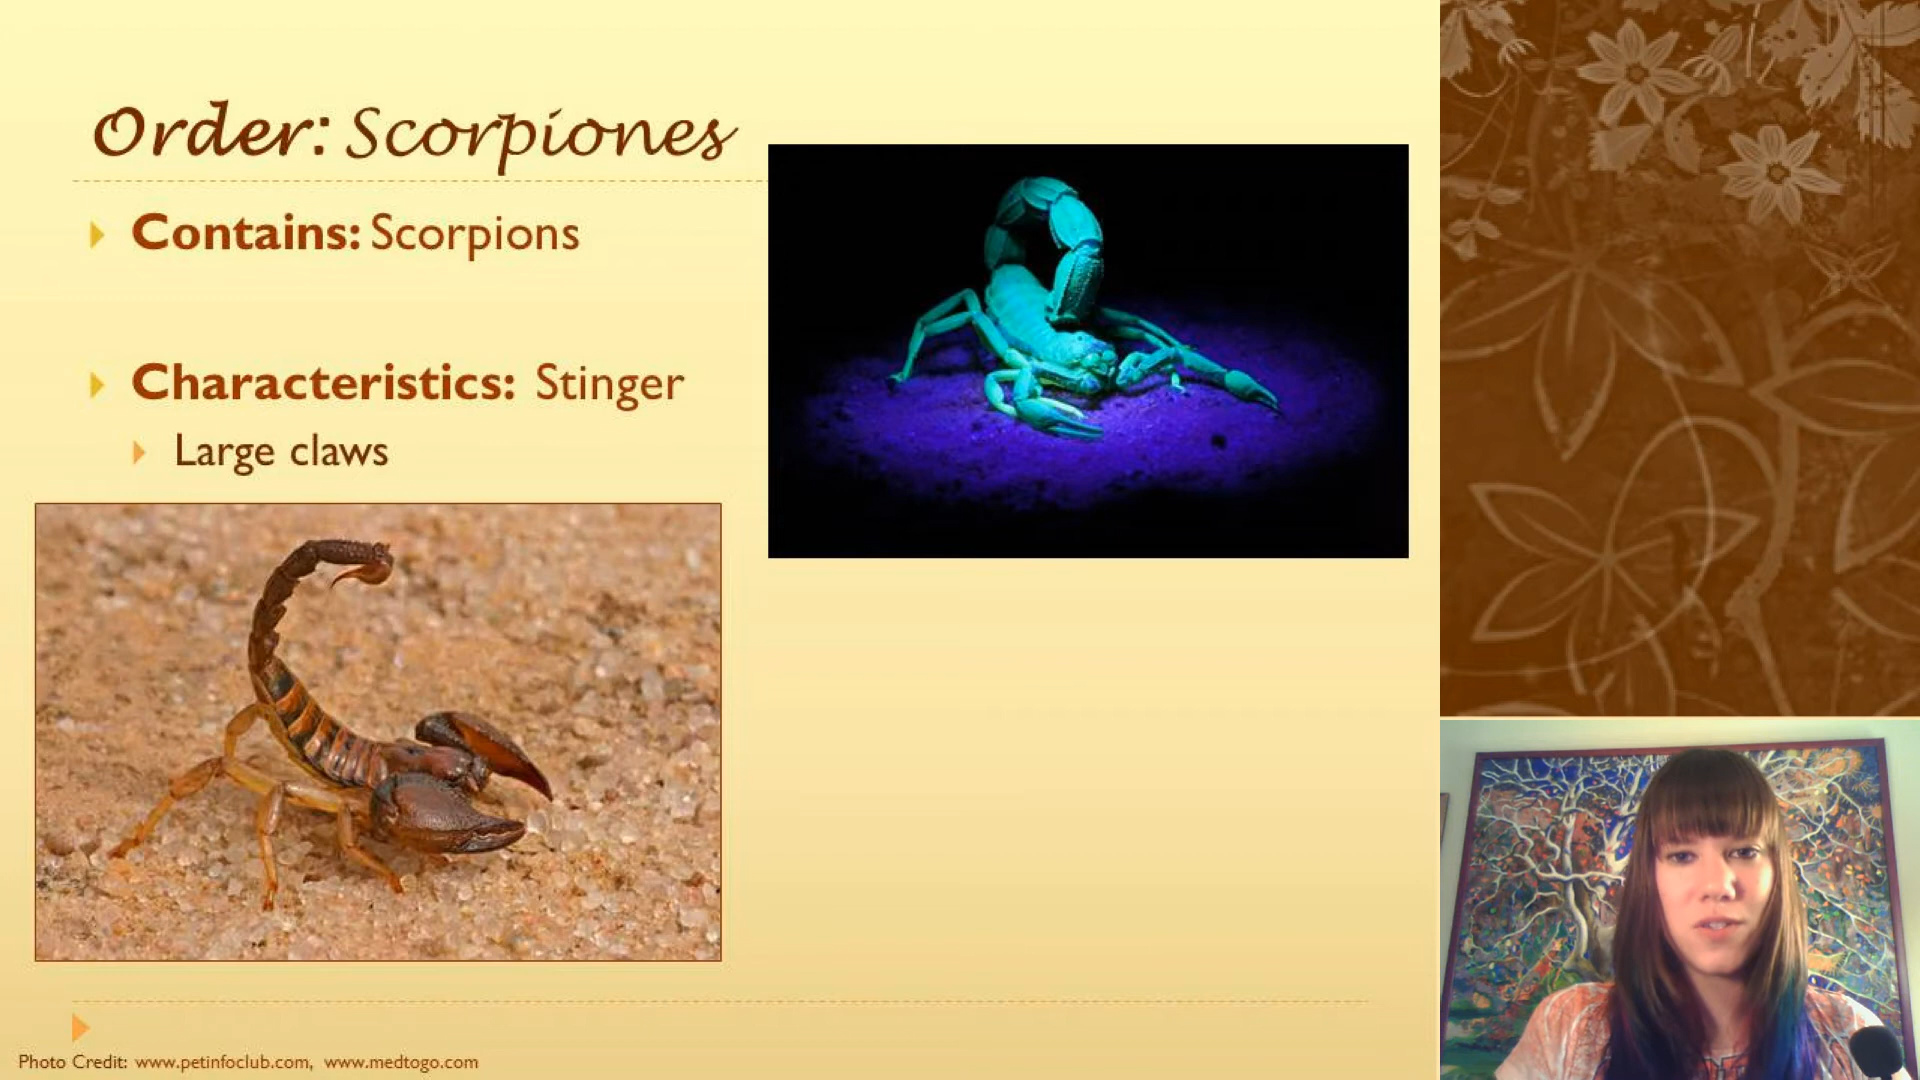 Order: Scorpiones
Contains: Scorpions
Characteristics: Stinger
Large claws
Photo Credit: www.petinfoclub.com, www.medtogo.com